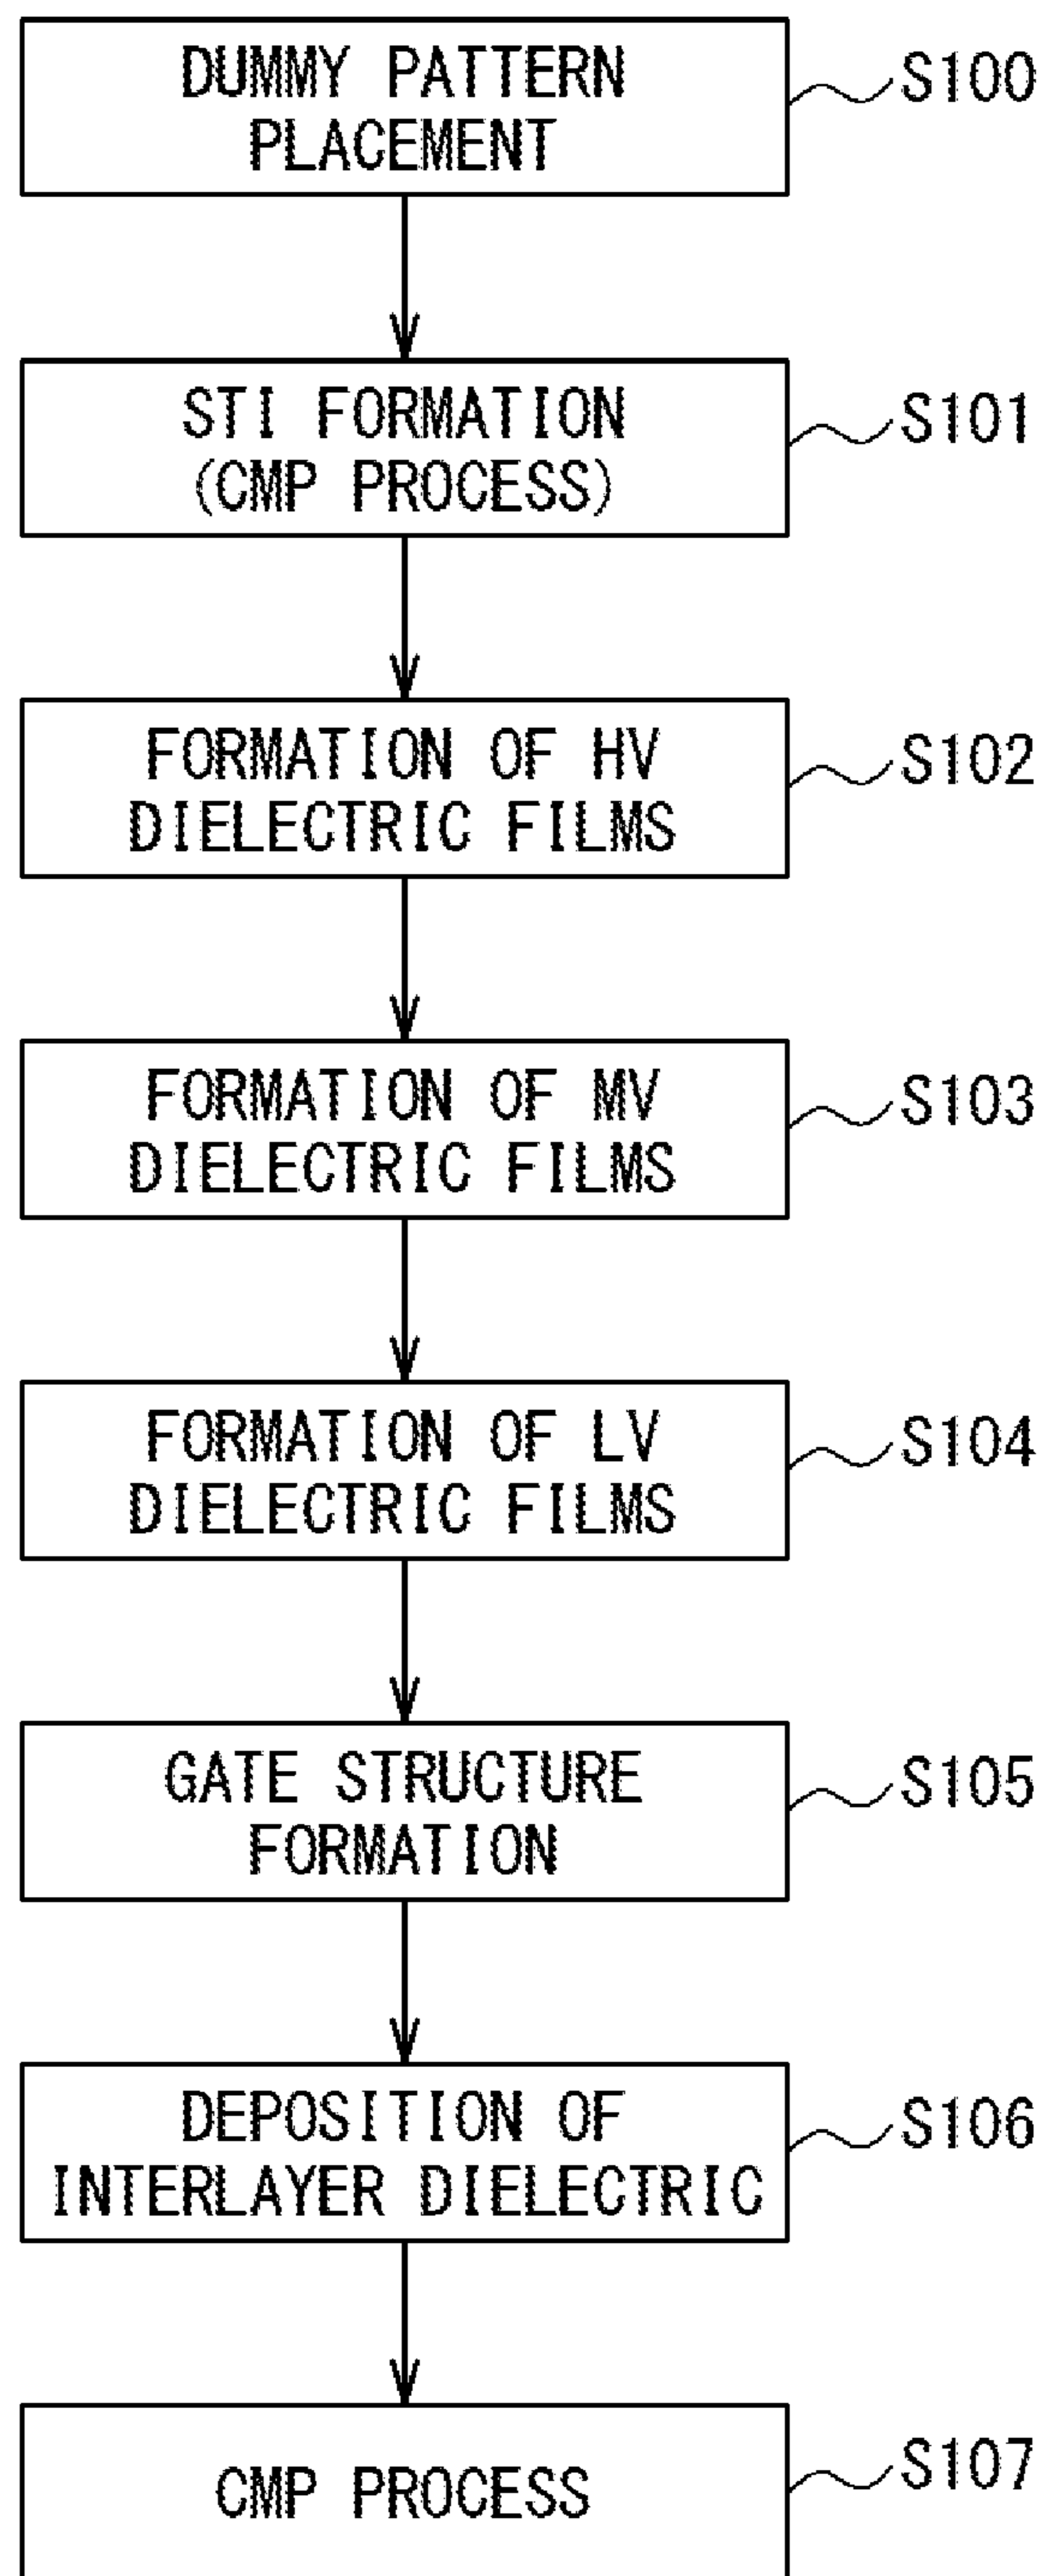 DUMMY PATTERN
PLACEMENT
S100
STI FORMATION
(CMP PROCESS)
S101
FORMATION OF HV
DIELECTRIC FILMS
S102
FORMATION OF MV
DIELECTRIC FILMS
S103
FORMATION OF LV
DIELECTRIC FILMS
S104
GATE STRUCTURE
FORMATION
S105
DEPOSITION OF
INTERLAYER DIELECTRIC
S106
CMP PROCESS
S107